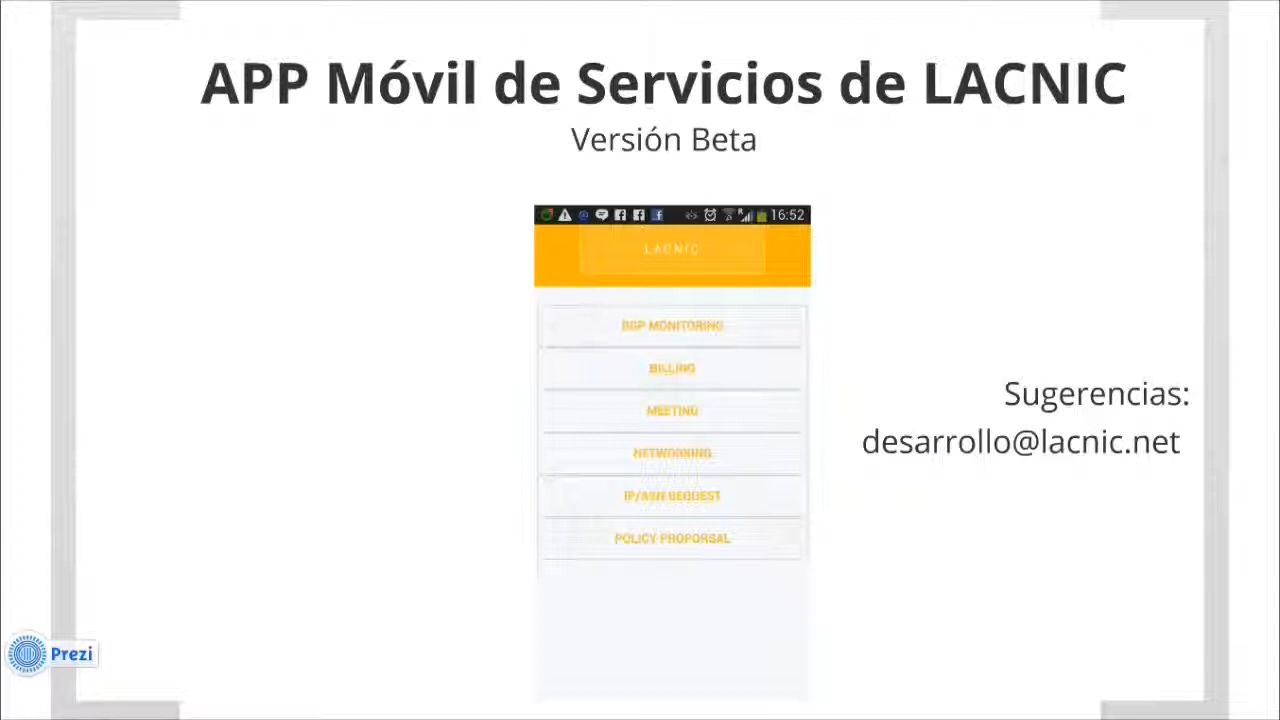 APP Móvil de Servicios de LACNIC
Versión Beta
16:52
LACNIC
BGP MONITORING
BILLING
MEETING
NETWORKING
IP/ASN REQUEST
POLICY PROPORSAL
Sugerencias:
desarrollo@lacnic.net
Prezi